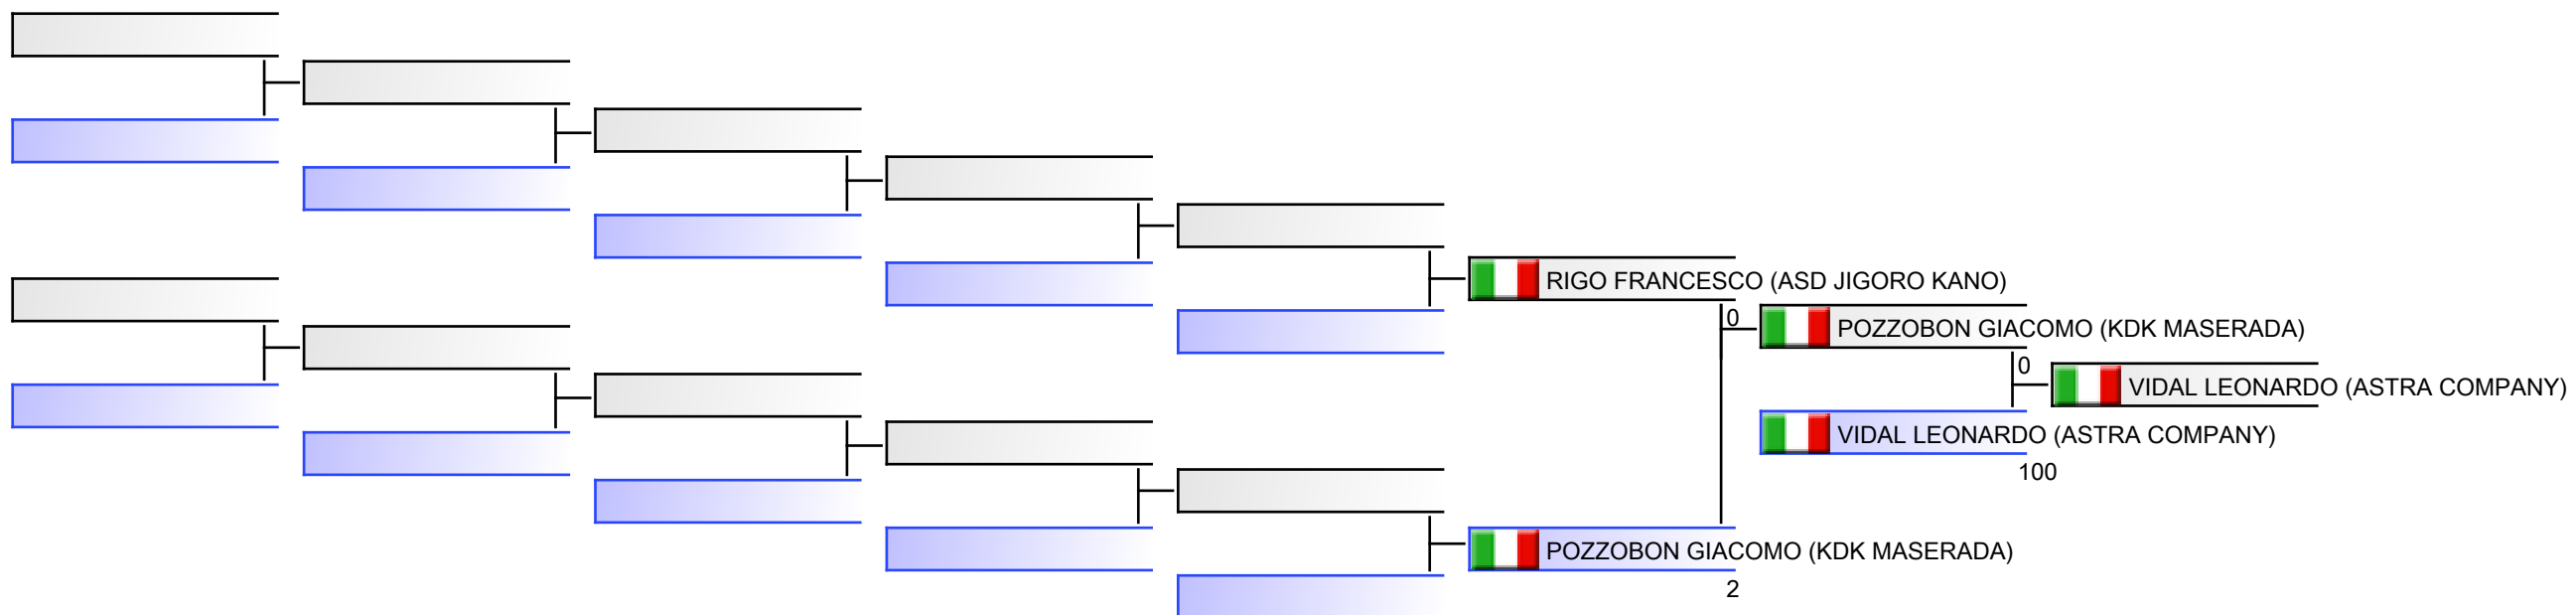 RIGO FRANCESCO (ASD JIGORO KANO)
0
POZZOBON GIACOMO (KDK MASERADA)
0
VIDAL LEONARDO (ASTRA COMPANY)
VIDAL LEONARDO (ASTRA COMPANY)
100
POZZOBON GIACOMO (KDK MASERADA)
2